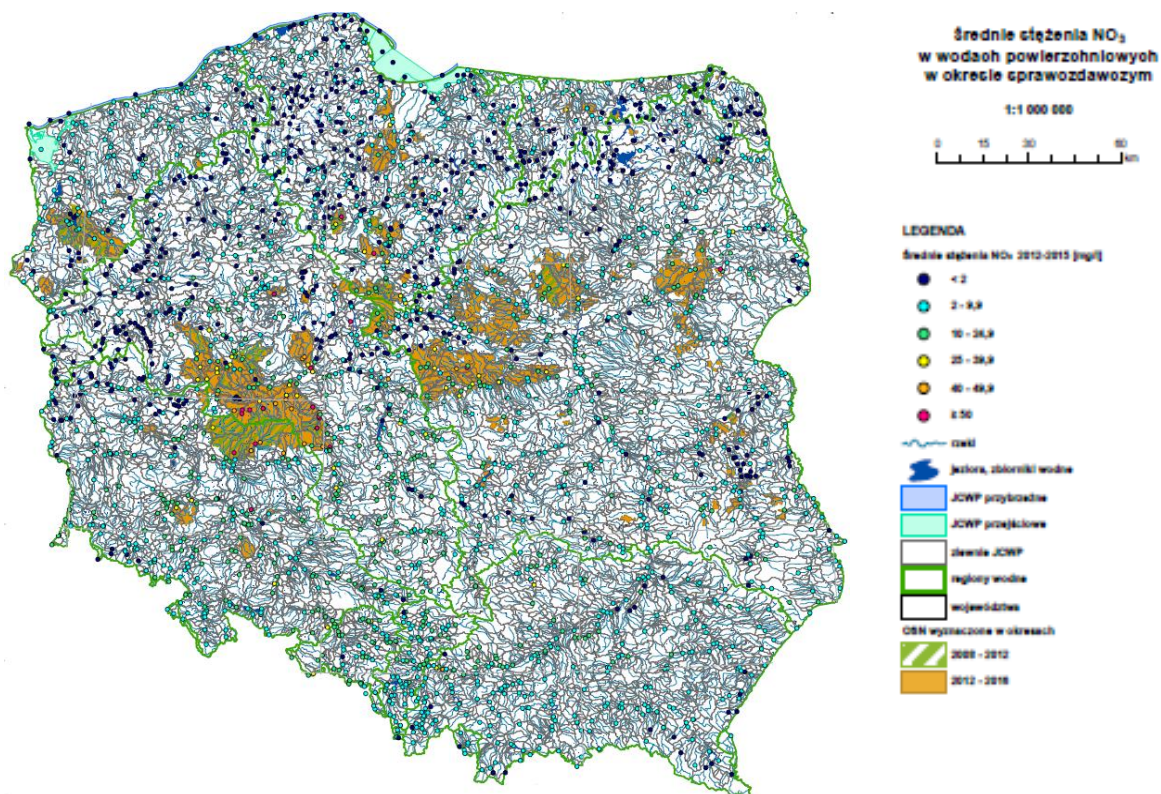 Średnie stężenia NO₃
w wodach powierzchniowych
w okresie sprawozdawczym
1:1 000 000
0 15 30 60
km
LEGENDA
Średnie stężenia NO₃ 2012-2015 [mg/l]
< 2
2 - 9,9
10 - 24,9
25 - 39,9
40 - 49,9
≥ 50
rzeki
jeziora, zbiorniki wodne
JCWP przybrzeżne
JCWP przejściowe
zlewnie JCWP
regiony wodne
województwa
OSN wyznaczone w okresach
2008 - 2012
2012 - 2016